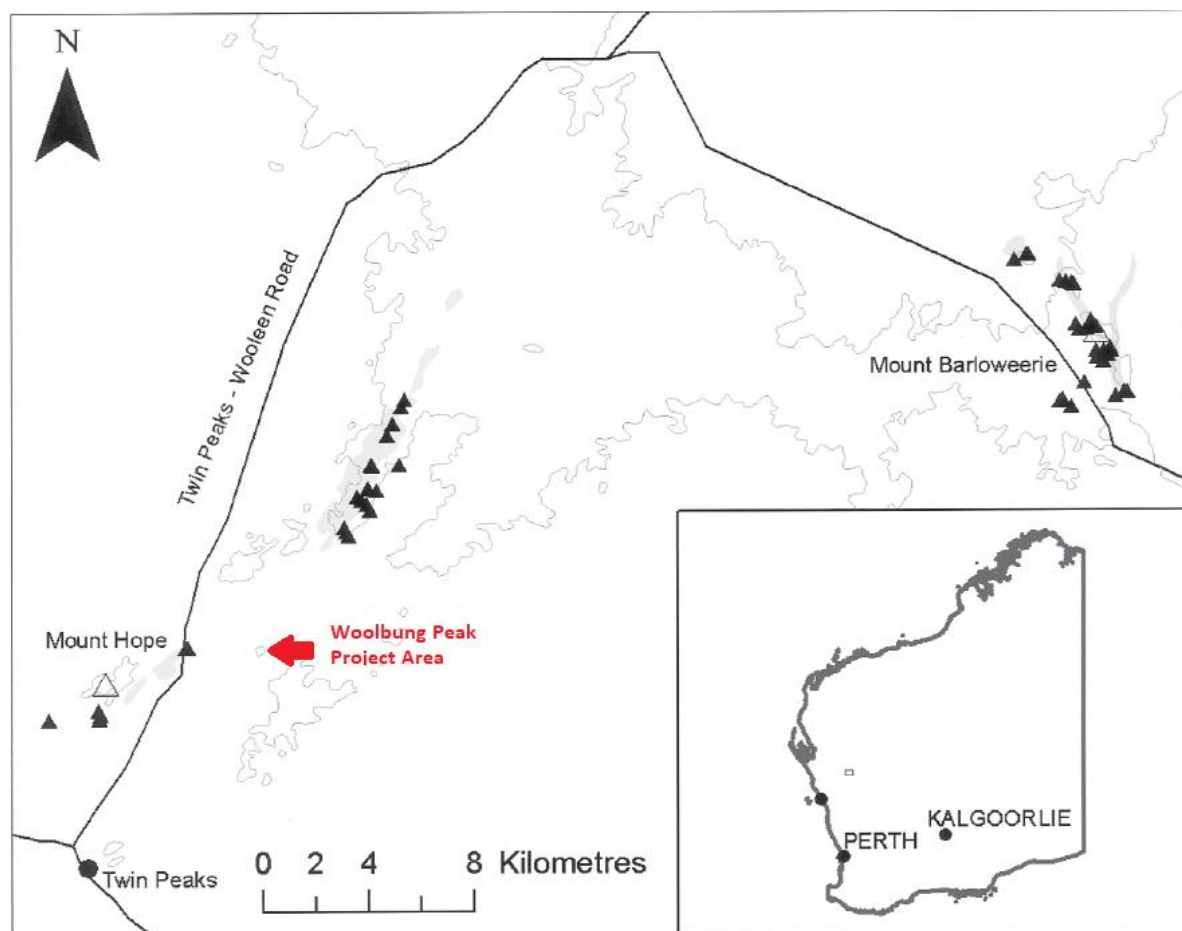 N
Twin Peaks - Wooleen Road
Mount Barloweerie
Mount Hope
Woolbung Peak
Project Area
Twin Peaks
0 2 4 8 Kilometres
KALGOORLIE
PERTH